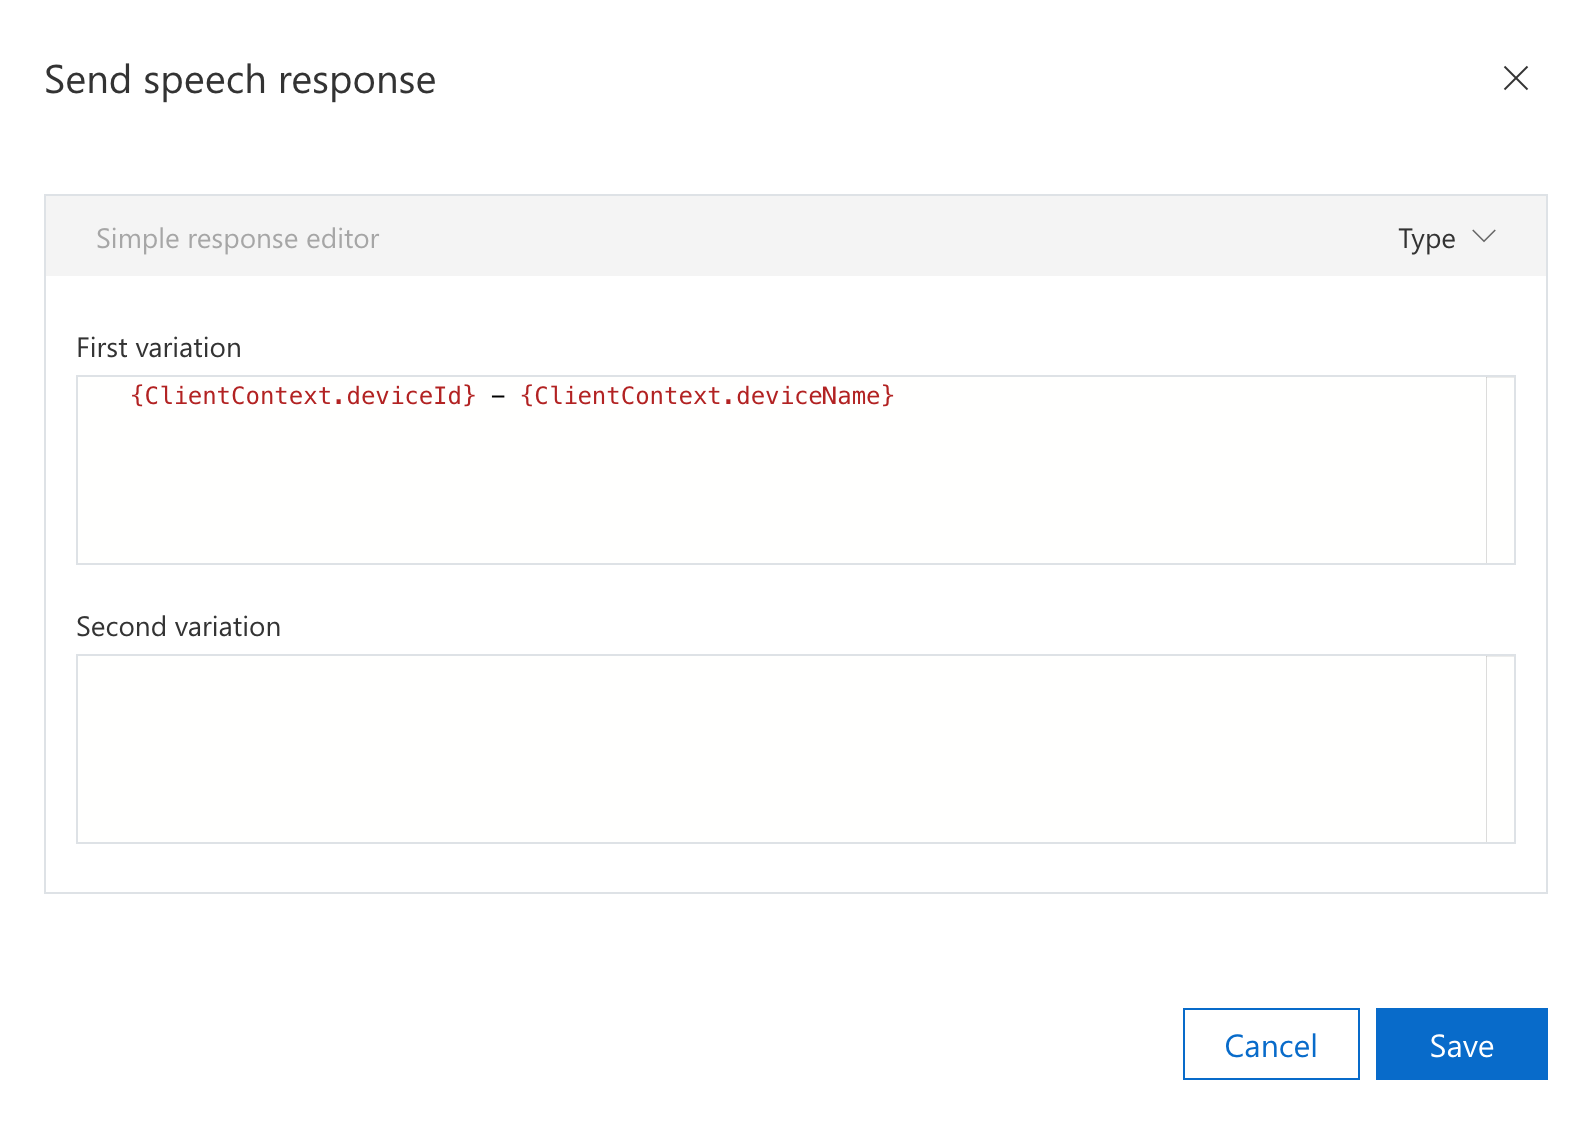 Send speech response
Simple response editor
Type
First variation
{ClientContext.deviceId} – {ClientContext.deviceName}
Second variation
Cancel
Save